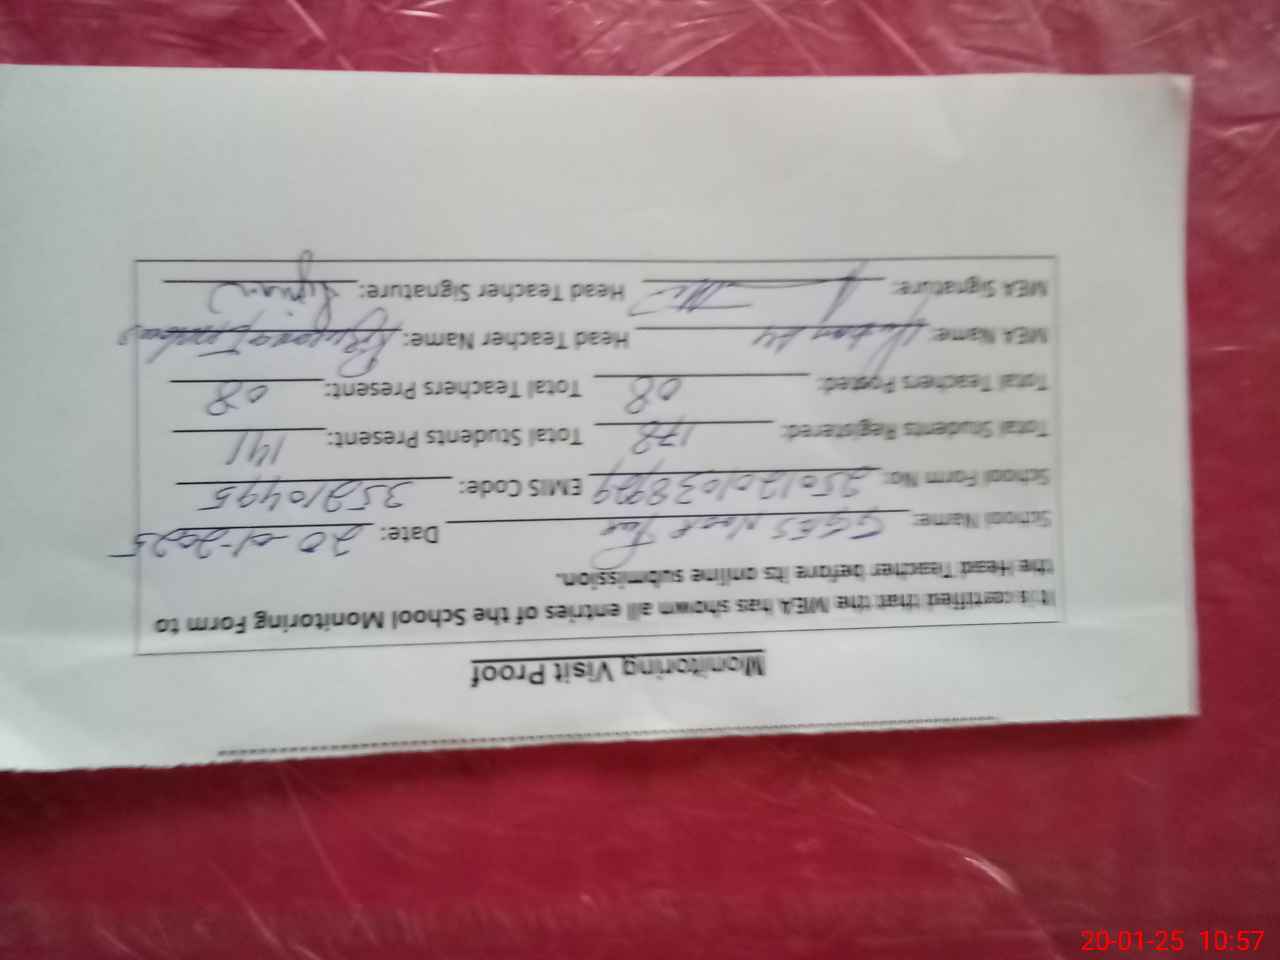 Monitoring Visit Proof
It is certified that the MEA has shown all entries of the School Monitoring Form to
the Head Teacher before its online submission.
School Name: GGES Date: 20-01-2025
School Form No: 2501201038929 EMIS Code: 35210495
Total Students Registered: 178 Total Students Present: 141
Total Teachers Posted: 08 Total Teachers Present: 08
MEA Name: Head Teacher Name:
MEA Signature: Head Teacher Signature:
20-01-25 10:57